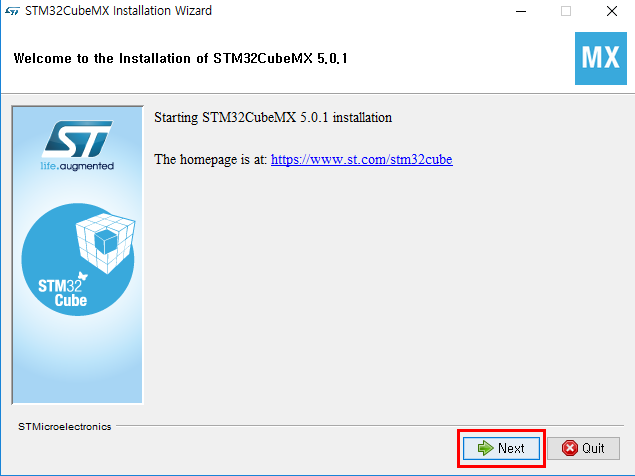 STM32CubeMX Installation Wizard
Welcome to the Installation of STM32CubeMX 5.0.1
MX
ST
life.augmented
STM32
Cube
Starting STM32CubeMX 5.0.1 installation
The homepage is at: https://www.st.com/stm32cube
STMicroelectronics
Next
Quit